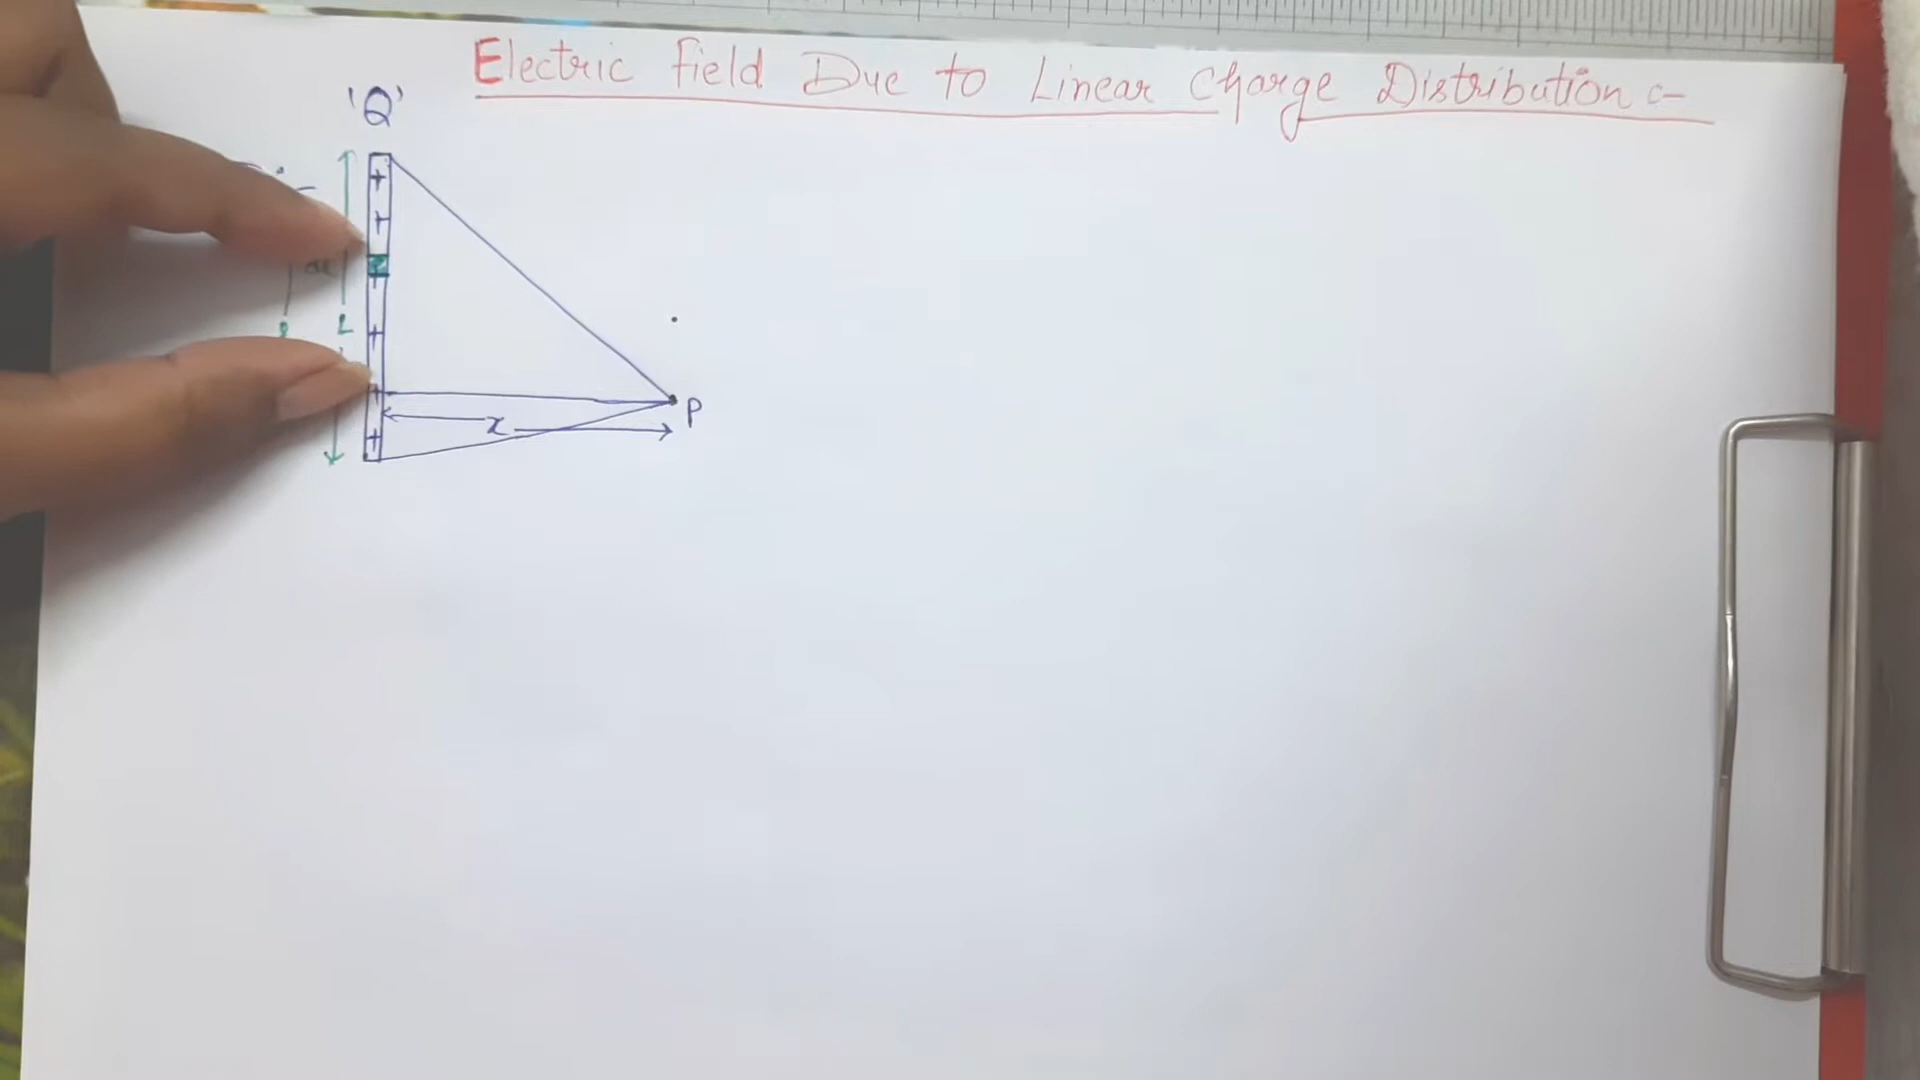 Electric field Due to Linear Charge Distribution :-
'Q'
+
+
+
L
+
+
+
x
P